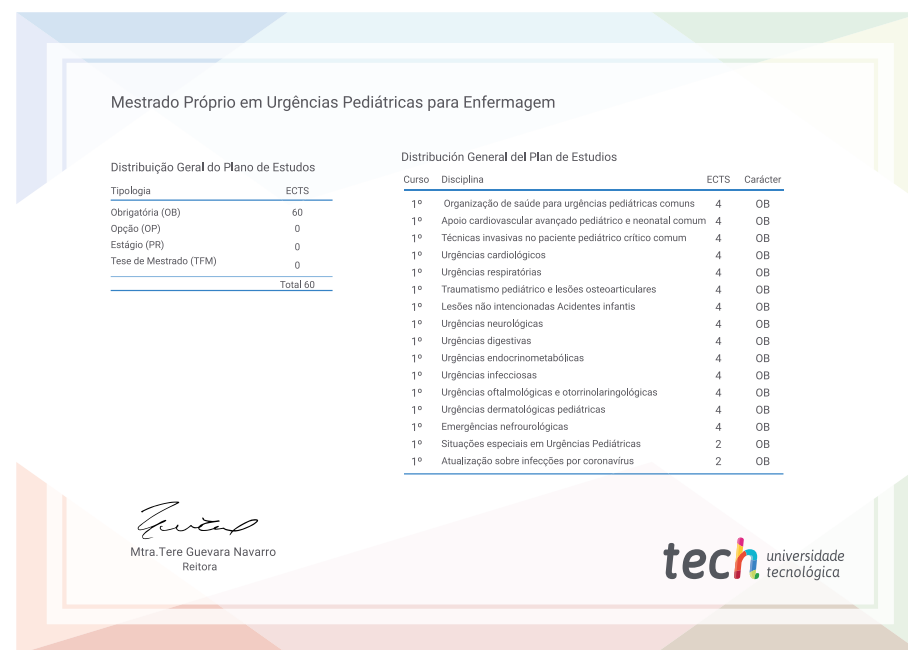 Mestrado Próprio em Urgências Pediátricas para Enfermagem
Distribuição Geral do Plano de Estudos
Tipologia ECTS
Obrigatória (OB) 60
Opção (OP) 0
Estágio (PR) 0
Tese de Mestrado (TFM) 0
Total 60
Distribución General del Plan de Estudios
Curso Disciplina ECTS Carácter
1º Organização de saúde para urgências pediátricas comuns 4 OB
1º Apoio cardiovascular avançado pediátrico e neonatal comum 4 OB
1º Técnicas invasivas no paciente pediátrico crítico comum 4 OB
1º Urgências cardiológicos 4 OB
1º Urgências respiratórias 4 OB
1º Traumatismo pediátrico e lesões osteoarticulares 4 OB
1º Lesões não intencionadas Acidentes infantis 4 OB
1º Urgências neurológicas 4 OB
1º Urgências digestivas 4 OB
1º Urgências endocrinometabólicas 4 OB
1º Urgências infecciosas 4 OB
1º Urgências oftalmológicas e otorrinolaringológicas 4 OB
1º Urgências dermatológicas pediátricas 4 OB
1º Emergências nefrourológicas 4 OB
1º Situações especiais em Urgências Pediátricas 2 OB
1º Atualização sobre infecções por coronavírus 2 OB
Mtra.Tere Guevara Navarro
Reitora
tech universidade
tecnológica